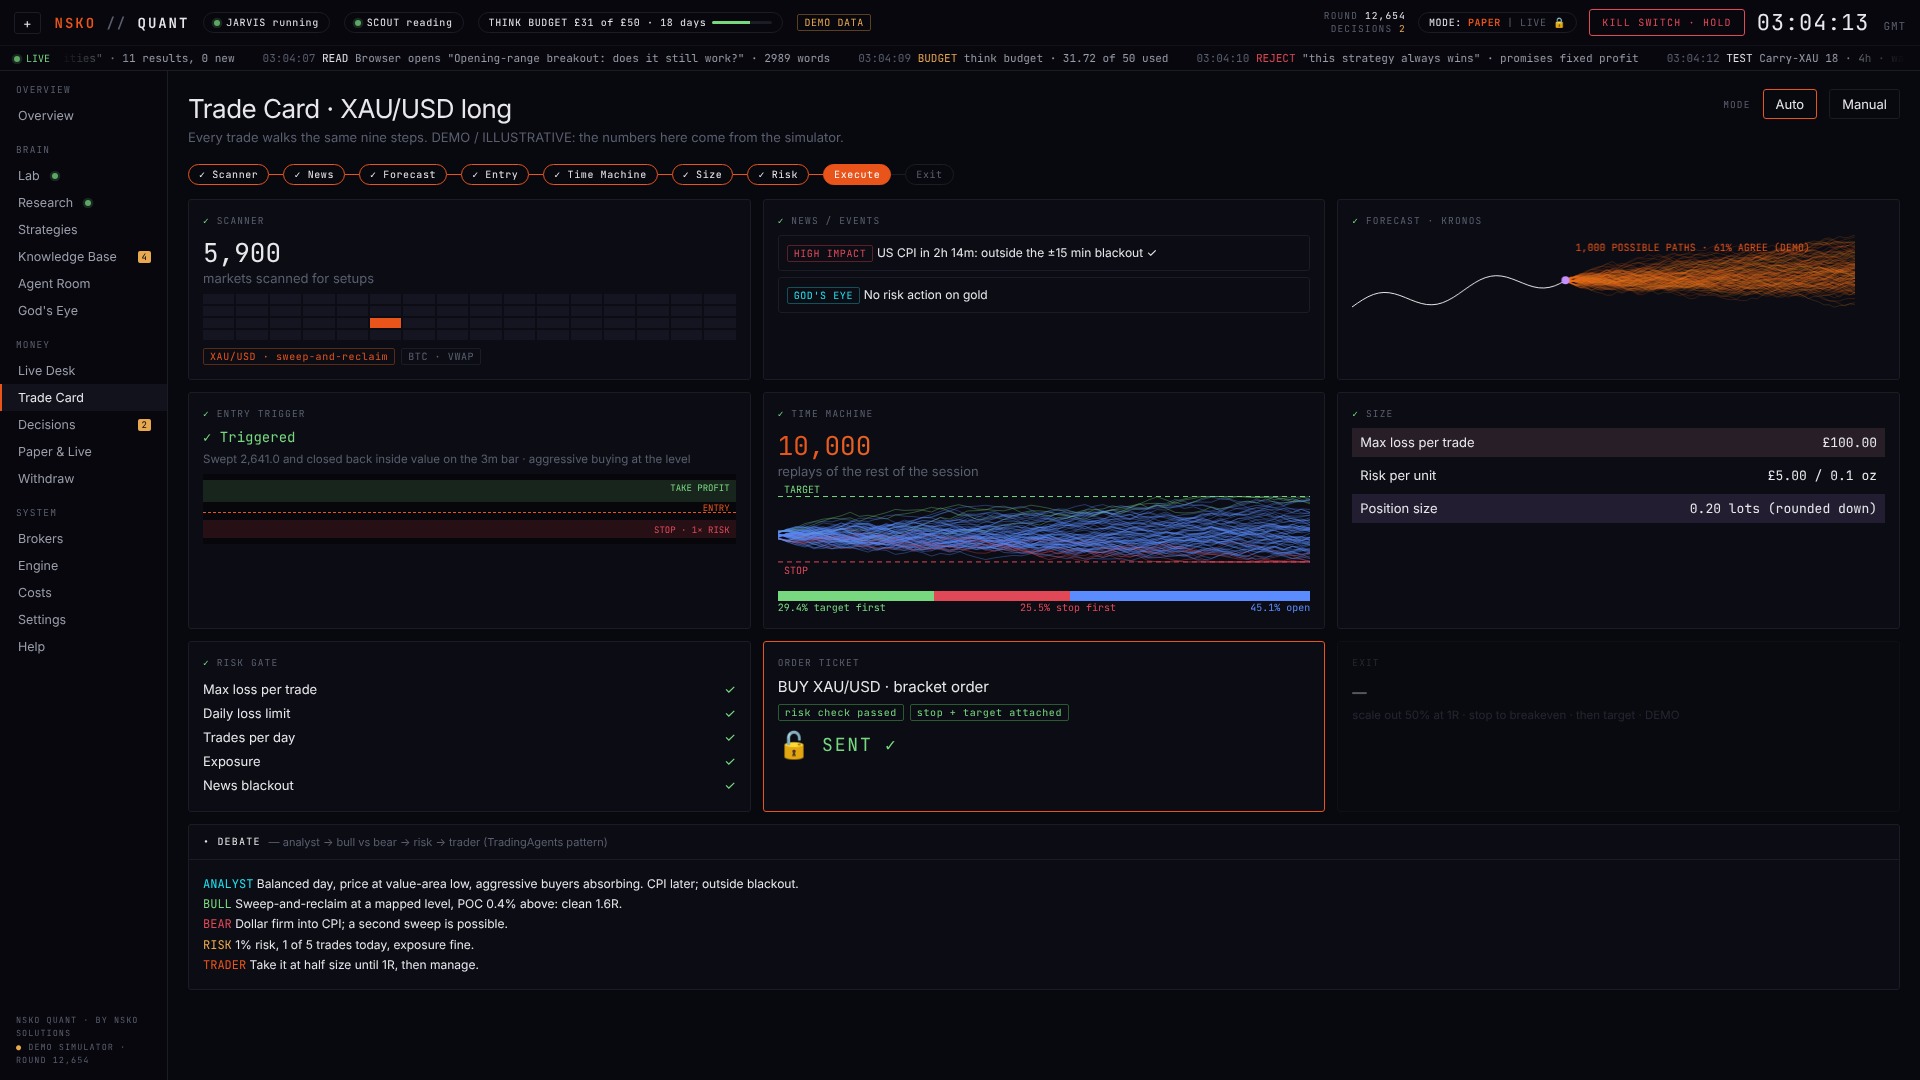 + NSKO // QUANT JARVIS running SCOUT reading THINK BUDGET £31 of £50 · 18 days DEMO DATA
ROUND 12,654
DECISIONS 2
MODE: PAPER | LIVE 🔒 KILL SWITCH · HOLD 03:04:13 GMT
LIVE ties" · 11 results, 0 new 03:04:07 READ Browser opens "Opening-range breakout: does it still work?" · 2989 words 03:04:09 BUDGET think budget · 31.72 of 50 used 03:04:10 REJECT "this strategy always wins" · promises fixed profit 03:04:12 TEST Carry-XAU 18 · 4h ·
OVERVIEW
Overview
BRAIN
Lab
Research
Strategies
Knowledge Base 4
Agent Room
God's Eye
MONEY
Live Desk
Trade Card
Decisions 2
Paper & Live
Withdraw
SYSTEM
Brokers
Engine
Costs
Settings
Help
NSKO QUANT · BY NSKO
SOLUTIONS
DEMO SIMULATOR ·
ROUND 12,654
Trade Card · XAU/USD long
MODE Auto Manual
Every trade walks the same nine steps. DEMO / ILLUSTRATIVE: the numbers here come from the simulator.
✓ Scanner ✓ News ✓ Forecast ✓ Entry ✓ Time Machine ✓ Size ✓ Risk Execute Exit
✓ SCANNER
5,900
markets scanned for setups
XAU/USD · sweep-and-reclaim BTC · VWAP
✓ NEWS / EVENTS
HIGH IMPACT US CPI in 2h 14m: outside the ±15 min blackout ✓
GOD'S EYE No risk action on gold
✓ FORECAST · KRONOS
1,000 POSSIBLE PATHS · 61% AGREE (DEMO)
✓ ENTRY TRIGGER
✓ Triggered
Swept 2,641.0 and closed back inside value on the 3m bar · aggressive buying at the level
TAKE PROFIT
ENTRY
STOP · 1× RISK
✓ TIME MACHINE
10,000
replays of the rest of the session
TARGET
STOP
29.4% target first 25.5% stop first 45.1% open
✓ SIZE
Max loss per trade £100.00
Risk per unit £5.00 / 0.1 oz
Position size 0.20 lots (rounded down)
✓ RISK GATE
Max loss per trade ✓
Daily loss limit ✓
Trades per day ✓
Exposure ✓
News blackout ✓
ORDER TICKET
BUY XAU/USD · bracket order
risk check passed stop + target attached
🔓 SENT ✓
EXIT
—
scale out 50% at 1R · stop to breakeven · then target · DEMO
• DEBATE — analyst → bull vs bear → risk → trader (TradingAgents pattern)
ANALYST Balanced day, price at value-area low, aggressive buyers absorbing. CPI later; outside blackout.
BULL Sweep-and-reclaim at a mapped level, POC 0.4% above: clean 1.6R.
BEAR Dollar firm into CPI; a second sweep is possible.
RISK 1% risk, 1 of 5 trades today, exposure fine.
TRADER Take it at half size until 1R, then manage.